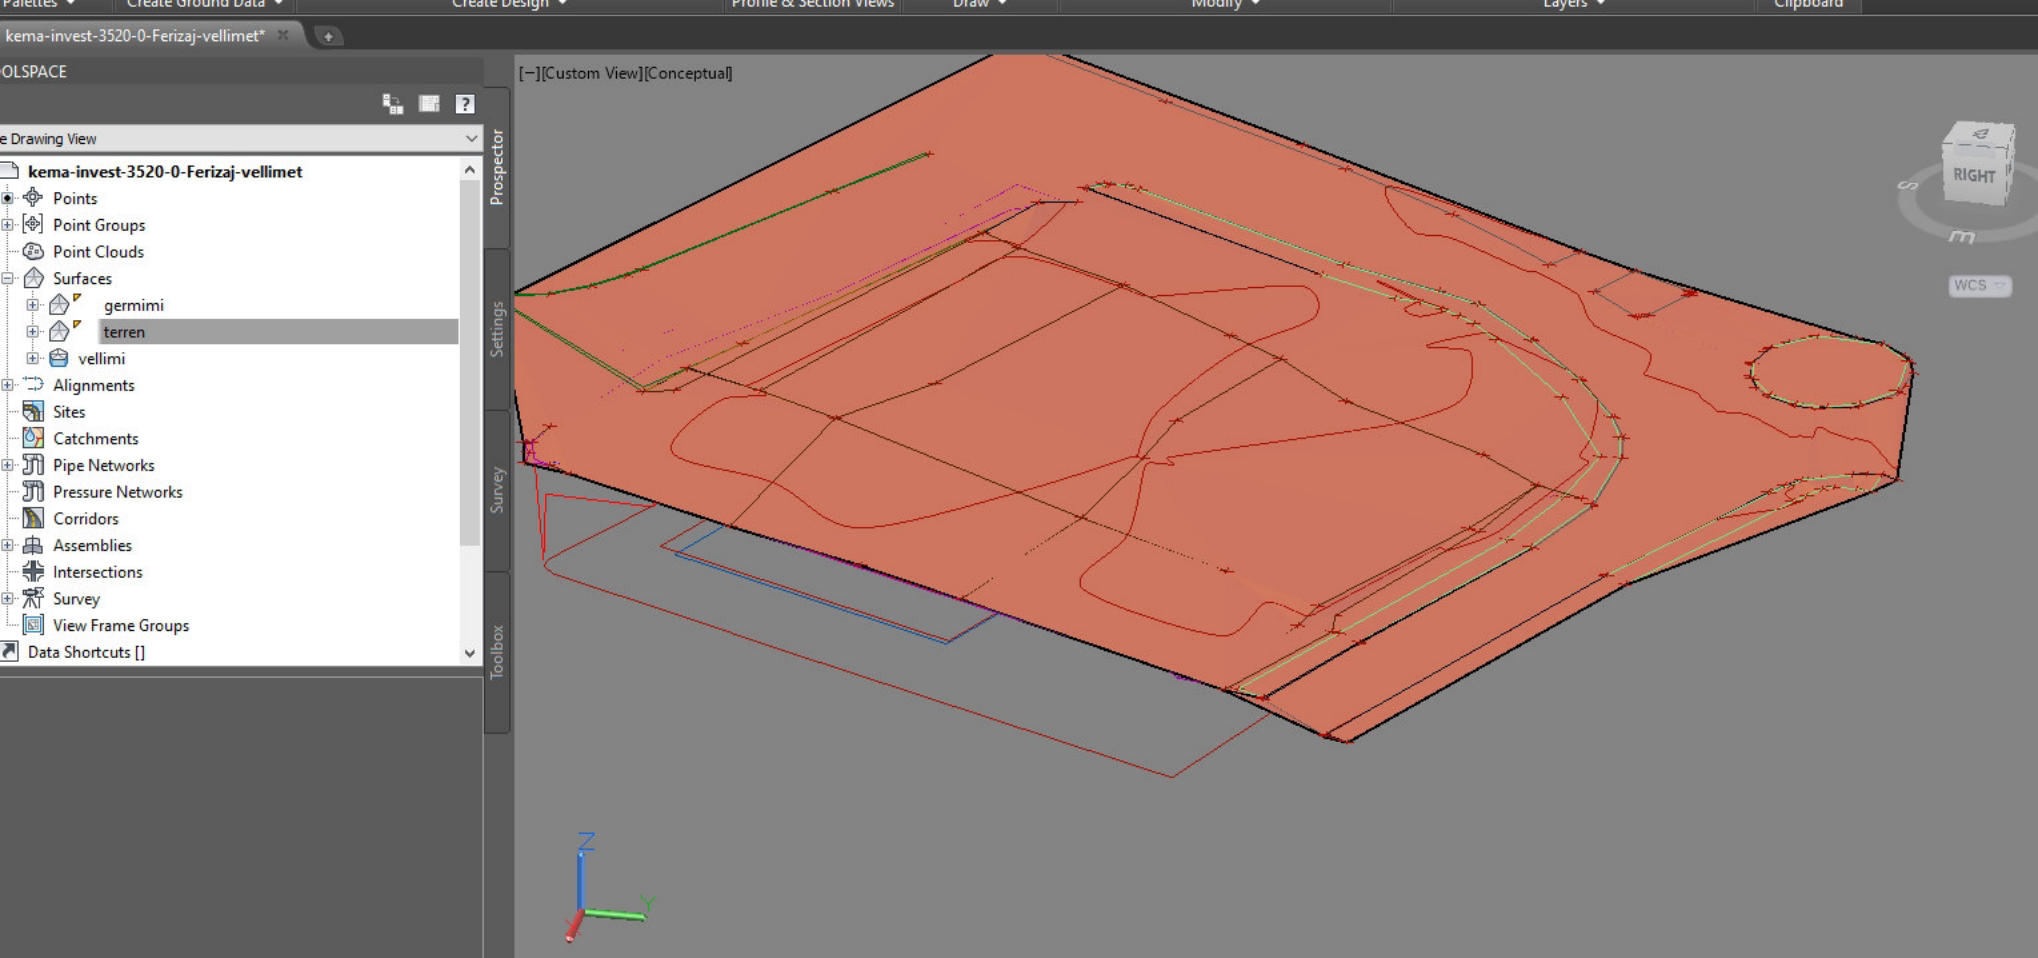 Palettes Create Ground Data Create Design Profile & Section Views Draw Modify Layers Clipboard
kema-invest-3520-0-Ferizaj-vellimet*
OLSPACE
[−][Custom View][Conceptual]
?
e Drawing View
kema-invest-3520-0-Ferizaj-vellimet
Points
Point Groups
Point Clouds
Surfaces
germimi
terren
vellimi
Alignments
Sites
Catchments
Pipe Networks
Pressure Networks
Corridors
Assemblies
Intersections
Survey
View Frame Groups
Data Shortcuts []
Prospector
Settings
Survey
Toolbox
RIGHT
S
E
WCS
Z
Y